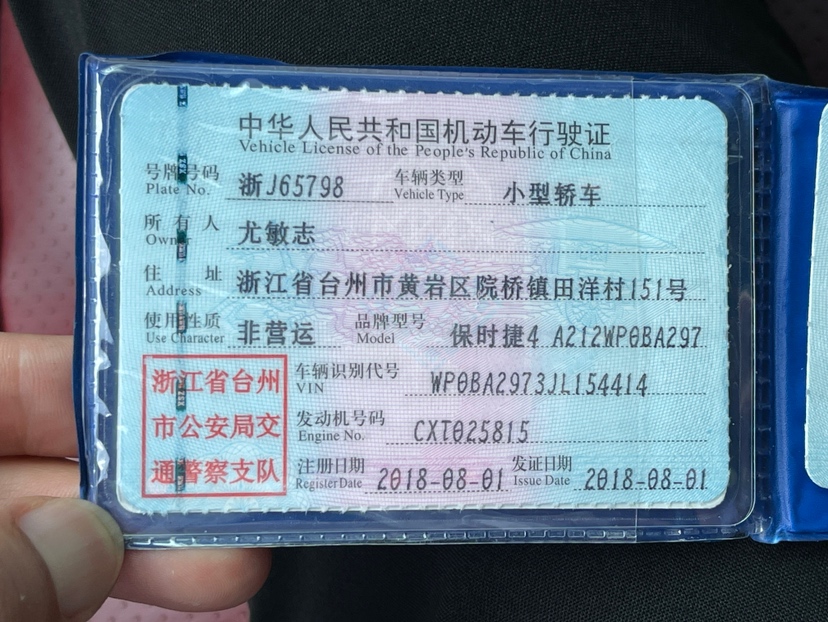 中华人民共和国机动车行驶证
Vehicle License of the People's Republic of China
号牌号码 浙J65798 车辆类型 小型轿车
Plate No. Vehicle Type
所有人 尤敏志
Owner
住址 浙江省台州市黄岩区院桥镇田洋村151号
Address
使用性质 非营运 品牌型号 保时捷4 A212WP0BA297
Use Character Model
浙江省台州
市公安局交
通警察支队
车辆识别代号 WP0BA2973JL154414
VIN
发动机号码 CXT025815
Engine No.
注册日期 2018-08-01 发证日期 2018-08-01
Register Date Issue Date